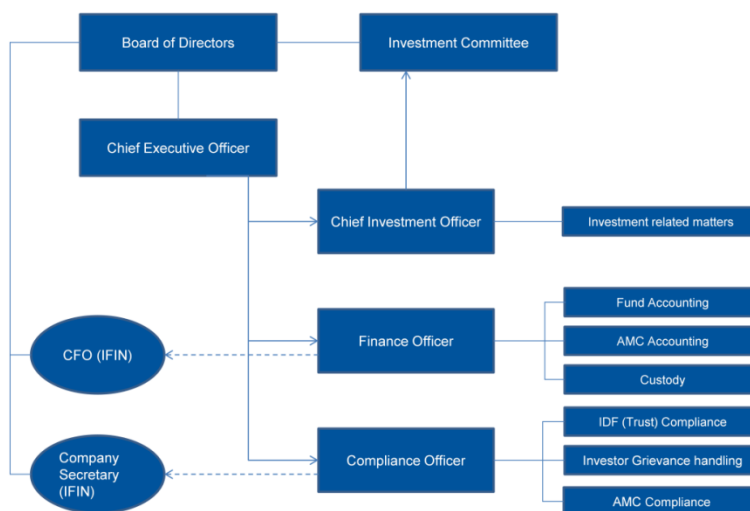 Board of Directors
Investment Committee
Chief Executive Officer
Chief Investment Officer
Investment related matters
Fund Accounting
CFO (IFIN)
Finance Officer
AMC Accounting
Custody
IDF (Trust) Compliance
Company
Secretary
(IFIN)
Compliance Officer
Investor Grievance handling
AMC Compliance